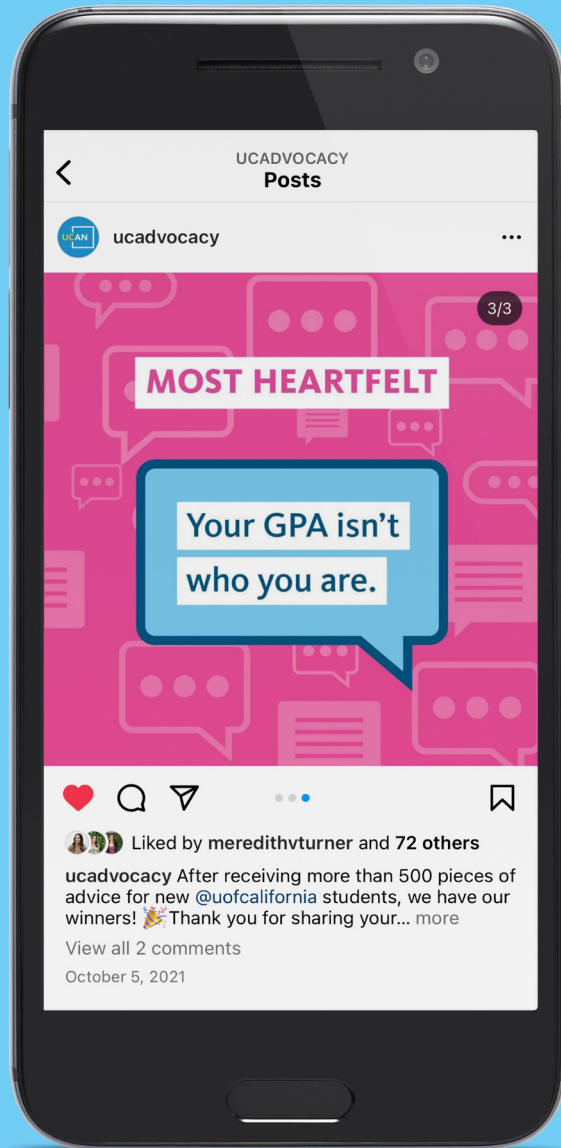 UCADVOCACY
Posts
UCAN
ucadvocacy
3/3
MOST HEARTFELT
Your GPA isn’t
who you are.
Liked by meredithvturner and 72 others
ucadvocacy After receiving more than 500 pieces of
advice for new @uofcalifornia students, we have our
winners! 🎉Thank you for sharing your... more
View all 2 comments
October 5, 2021